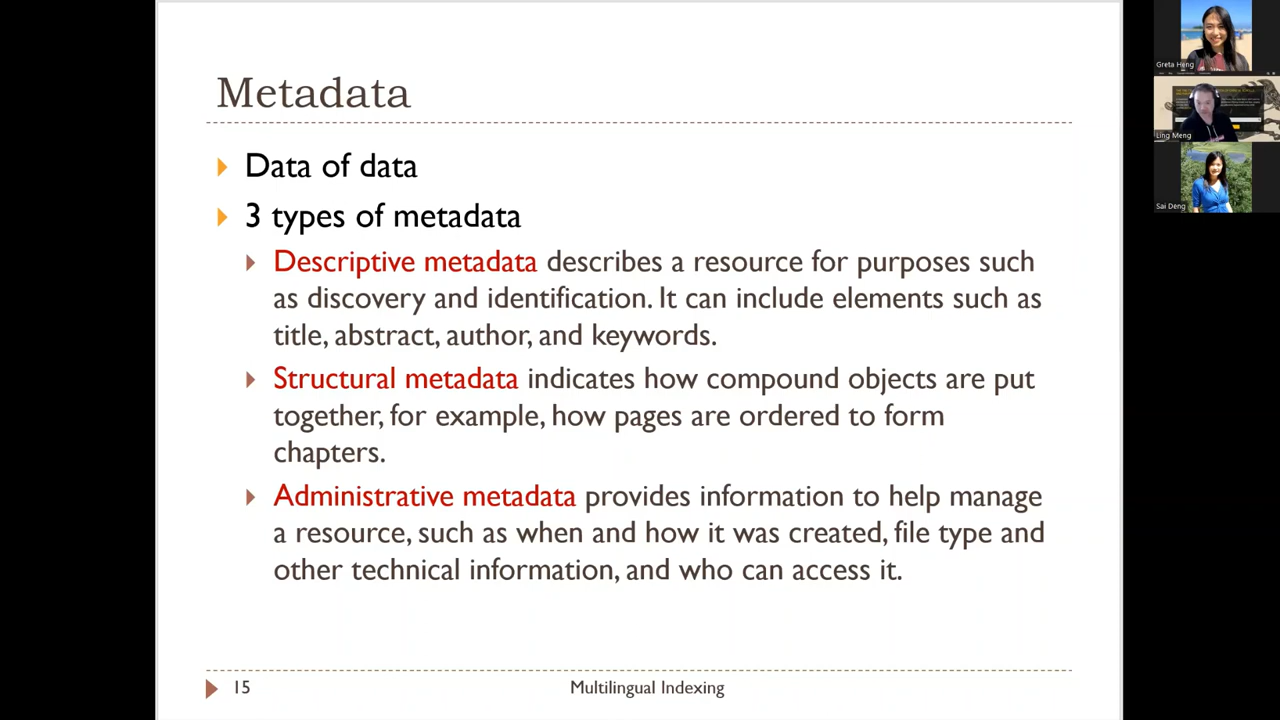 Metadata
Data of data
3 types of metadata
Descriptive metadata describes a resource for purposes such
as discovery and identification. It can include elements such as
title, abstract, author, and keywords.
Structural metadata indicates how compound objects are put
together, for example, how pages are ordered to form
chapters.
Administrative metadata provides information to help manage
a resource, such as when and how it was created, file type and
other technical information, and who can access it.
15
Multilingual Indexing
Greta Heng
Ling Meng
Sai Deng